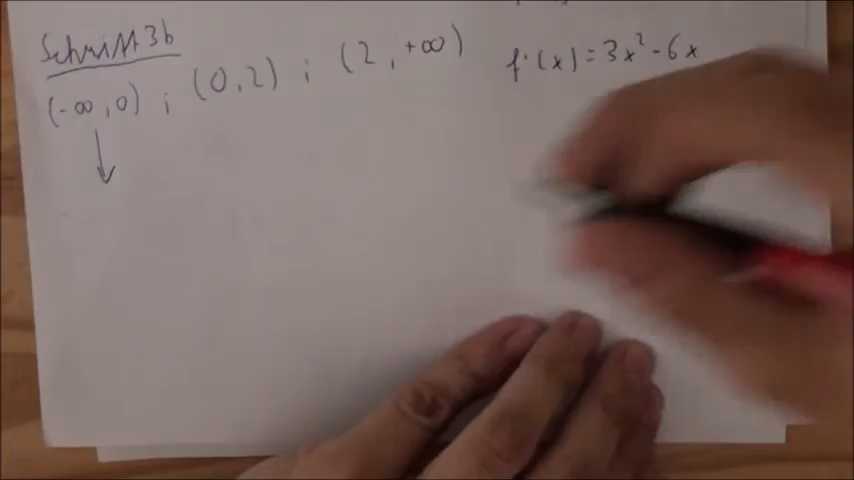 Schritt 3b
(-∞, 0) ; (0, 2) ; (2, +∞)
f'(x) = 3x² - 6x